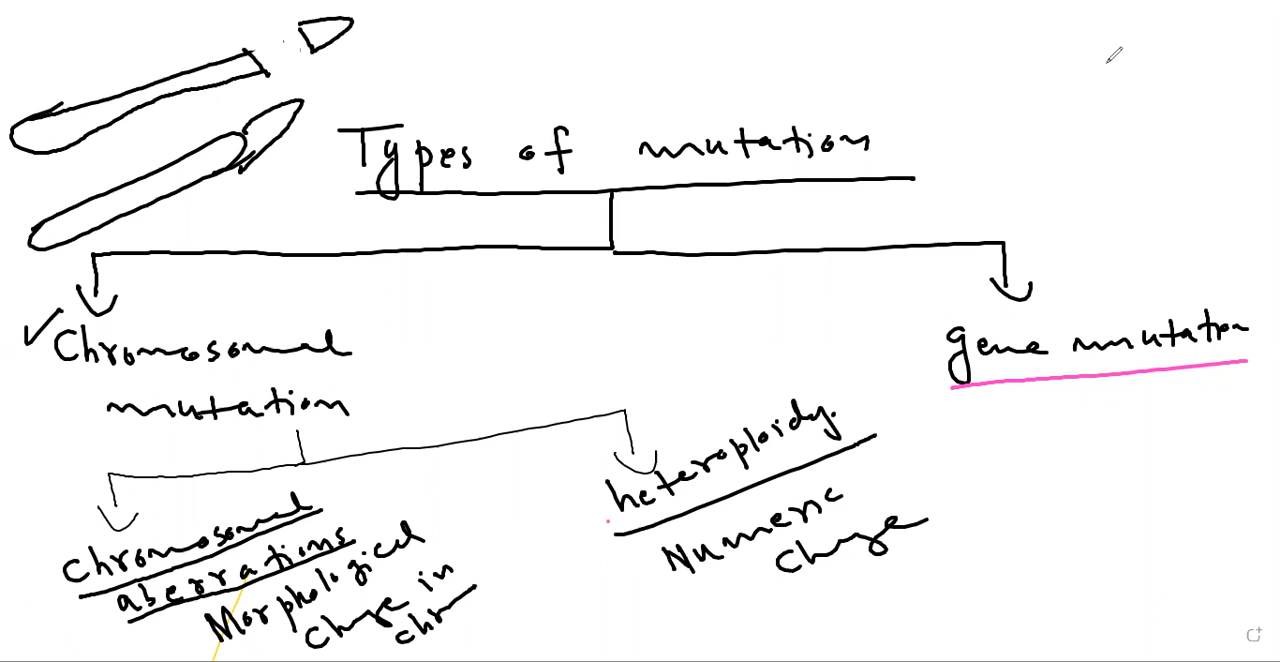 Types of mutation
Chromosomal
mutation
gene mutation
Chromosomal
aberrations
Morphological
Change in
chr
heteroploidy.
Numeric
Change